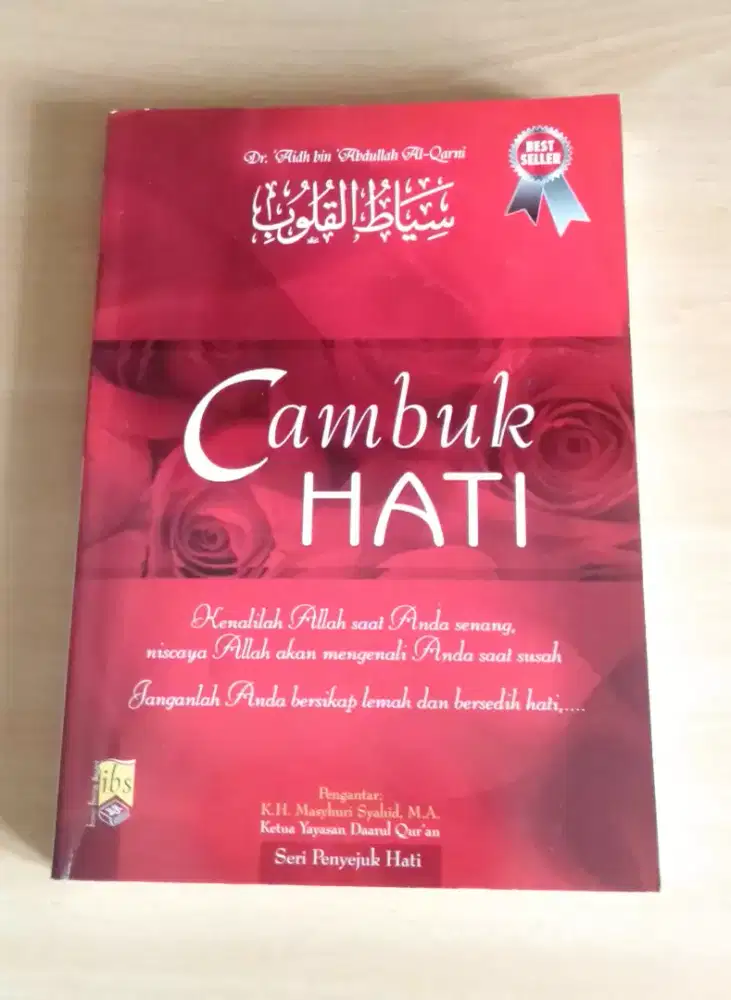 Dr. 'Aidh bin 'Abdullah Al-Qarni
BEST
SELLER
سِيَاطُ القُلُوبِ
Cambuk
HATI
Kenalilah Allah saat Anda senang,
niscaya Allah akan mengenali Anda saat susah
Janganlah Anda bersikap lemah dan bersedih hati,....
ibs
Pengantar:
K.H. Masyhuri Syahid, M.A.
Ketua Yayasan Daarul Qur'an
Seri Penyejuk Hati